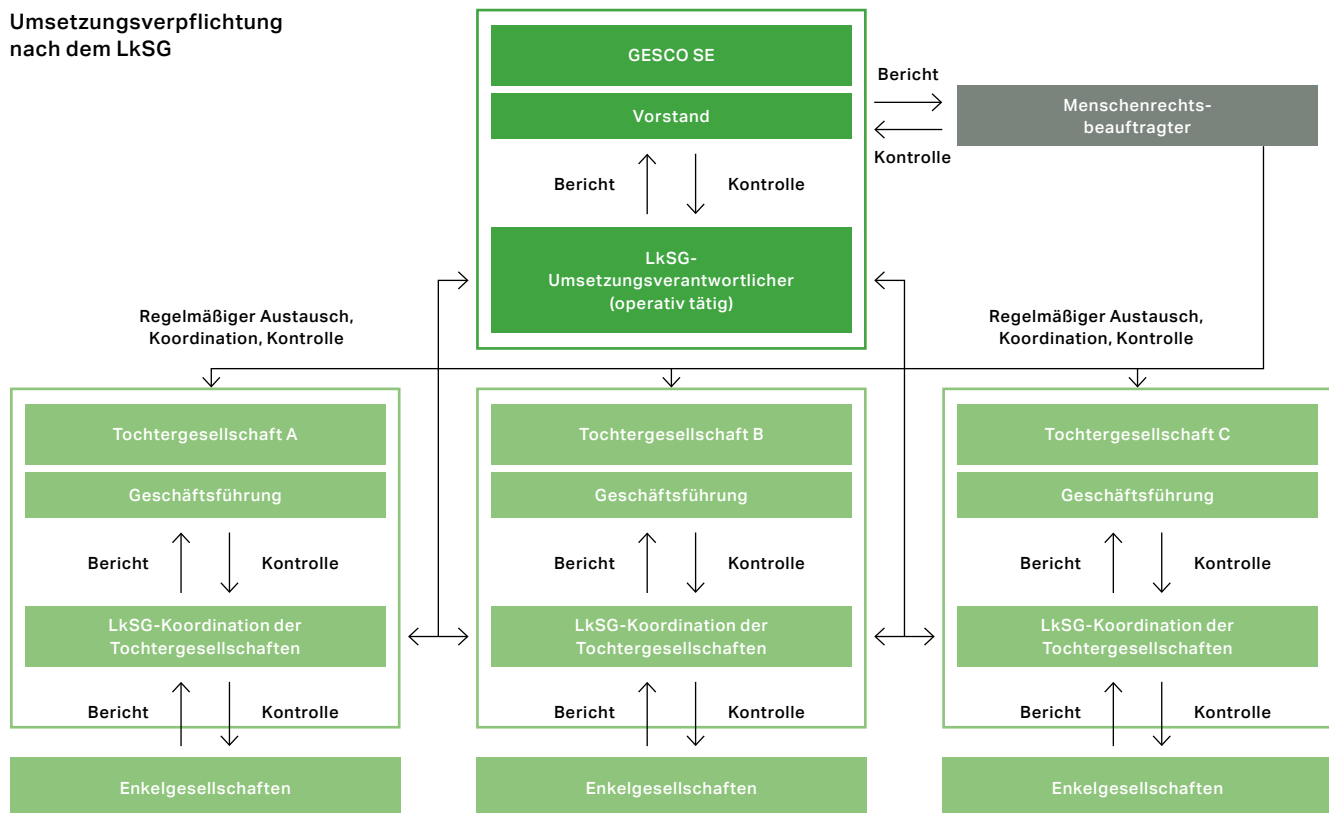 Umsetzungsverpflichtung
nach dem LkSG
GESCO SE
Vorstand
Bericht
Kontrolle
LkSG-
Umsetzungsverantwortlicher
(operativ tätig)
Bericht
Kontrolle
Menschenrechts-
beauftragter
Regelmäßiger Austausch,
Koordination, Kontrolle
Regelmäßiger Austausch,
Koordination, Kontrolle
Tochtergesellschaft A
Geschäftsführung
Bericht
Kontrolle
LkSG-Koordination der
Tochtergesellschaften
Bericht
Kontrolle
Enkelgesellschaften
Tochtergesellschaft B
Geschäftsführung
Bericht
Kontrolle
LkSG-Koordination der
Tochtergesellschaften
Bericht
Kontrolle
Enkelgesellschaften
Tochtergesellschaft C
Geschäftsführung
Bericht
Kontrolle
LkSG-Koordination der
Tochtergesellschaften
Bericht
Kontrolle
Enkelgesellschaften